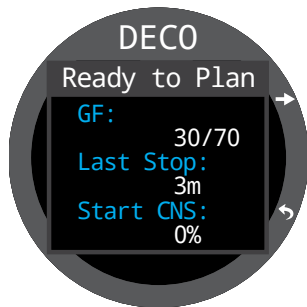 DECO
Ready to Plan
GF:
30/70
Last Stop:
3m
Start CNS:
0%